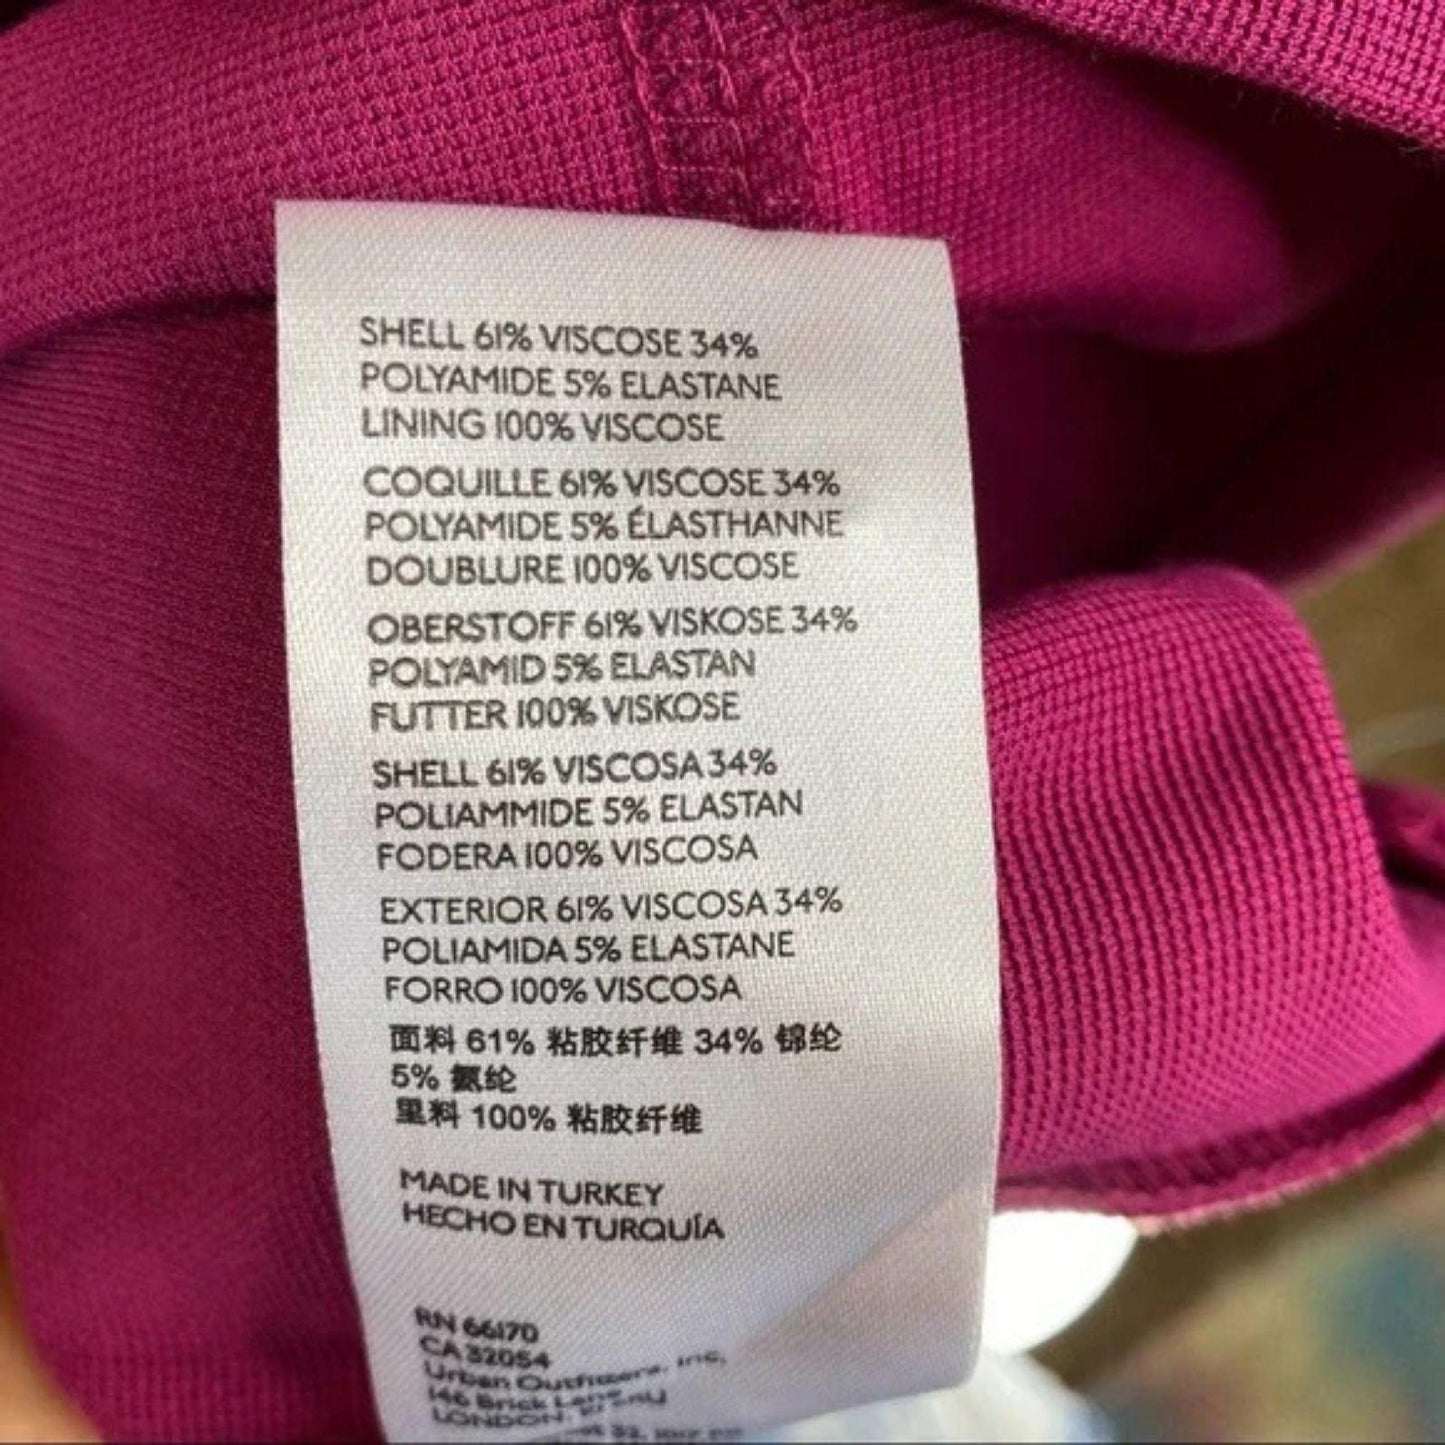 SHELL 61% VISCOSE 34%
POLYAMIDE 5% ELASTANE
LINING 100% VISCOSE
COQUILLE 61% VISCOSE 34%
POLYAMIDE 5% ÉLASTHANNE
DOUBLURE 100% VISCOSE
OBERSTOFF 61% VISKOSE 34%
POLYAMID 5% ELASTAN
FUTTER 100% VISKOSE
SHELL 61% VISCOSA 34%
POLIAMMIDE 5% ELASTAN
FODERA 100% VISCOSA
EXTERIOR 61% VISCOSA 34%
POLIAMIDA 5% ELASTANE
FORRO 100% VISCOSA
面料 61% 粘胶纤维 34% 锦纶
5% 氨纶
里料 100% 粘胶纤维
MADE IN TURKEY
HECHO EN TURQUÍA
RN 66170
CA 32054
Urban Outfitters, Inc.
146 Brick Lane
LONDON,